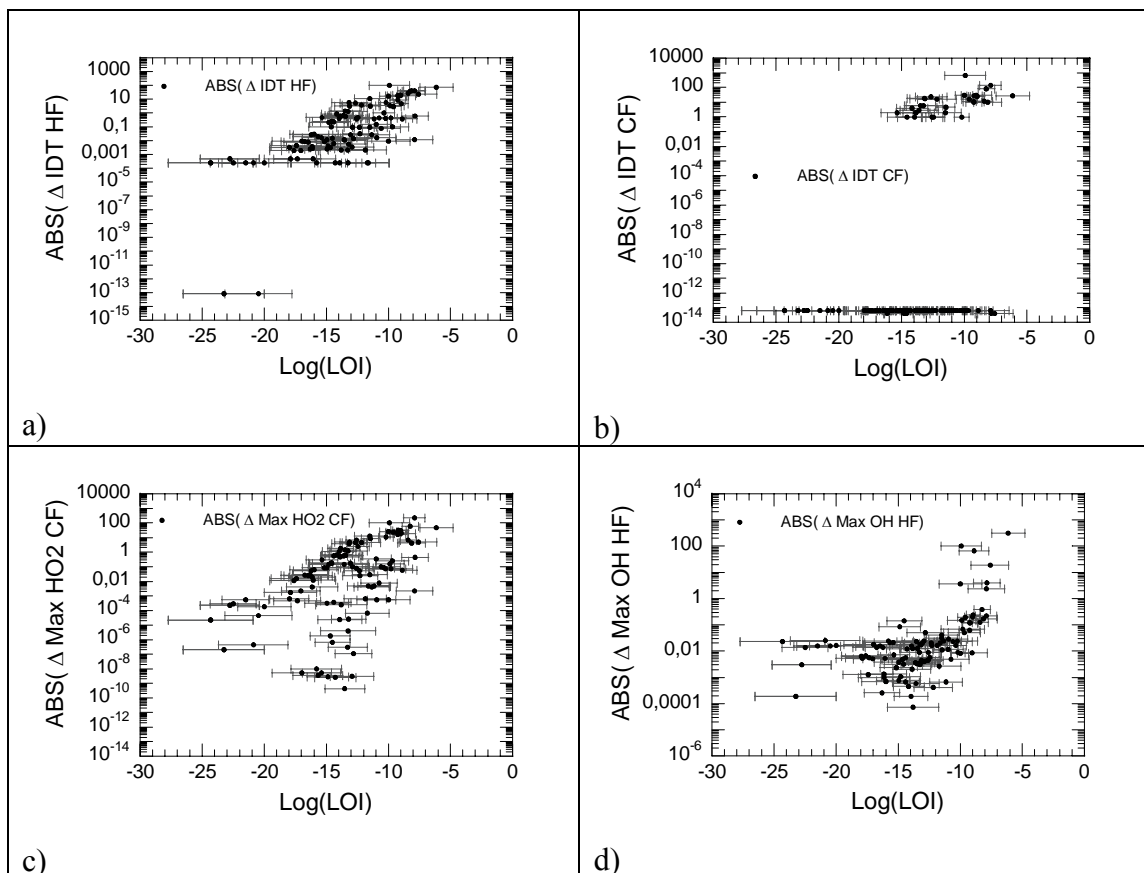 1000
10
0,1
0,001
10-5
10-7
10-9
10-11
10-13
10-15
ABS( Δ IDT HF)
ABS( Δ IDT HF)
-30 -25 -20 -15 -10 -5 0
Log(LOI)
a)
10000
100
1
0,01
10-4
10-6
10-8
10-10
10-12
10-14
ABS( Δ IDT CF)
ABS( Δ IDT CF)
-30 -25 -20 -15 -10 -5 0
Log(LOI)
b)
10000
100
1
0,01
10-4
10-6
10-8
10-10
10-12
10-14
ABS( Δ Max HO2 CF)
ABS( Δ Max HO2 CF)
-30 -25 -20 -15 -10 -5 0
Log(LOI)
c)
104
100
1
0,01
0,0001
10-6
ABS( Δ Max OH HF)
ABS( Δ Max OH HF)
-30 -25 -20 -15 -10 -5 0
Log(LOI)
d)